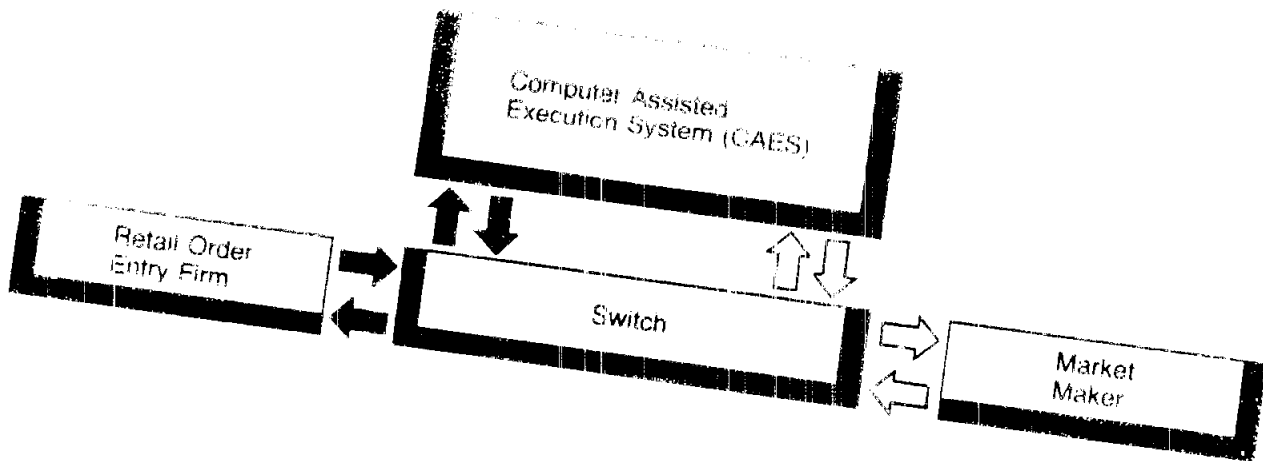 Computer Assisted
Execution System (CAES)
Retail Order
Entry Firm
Switch
Market
Maker